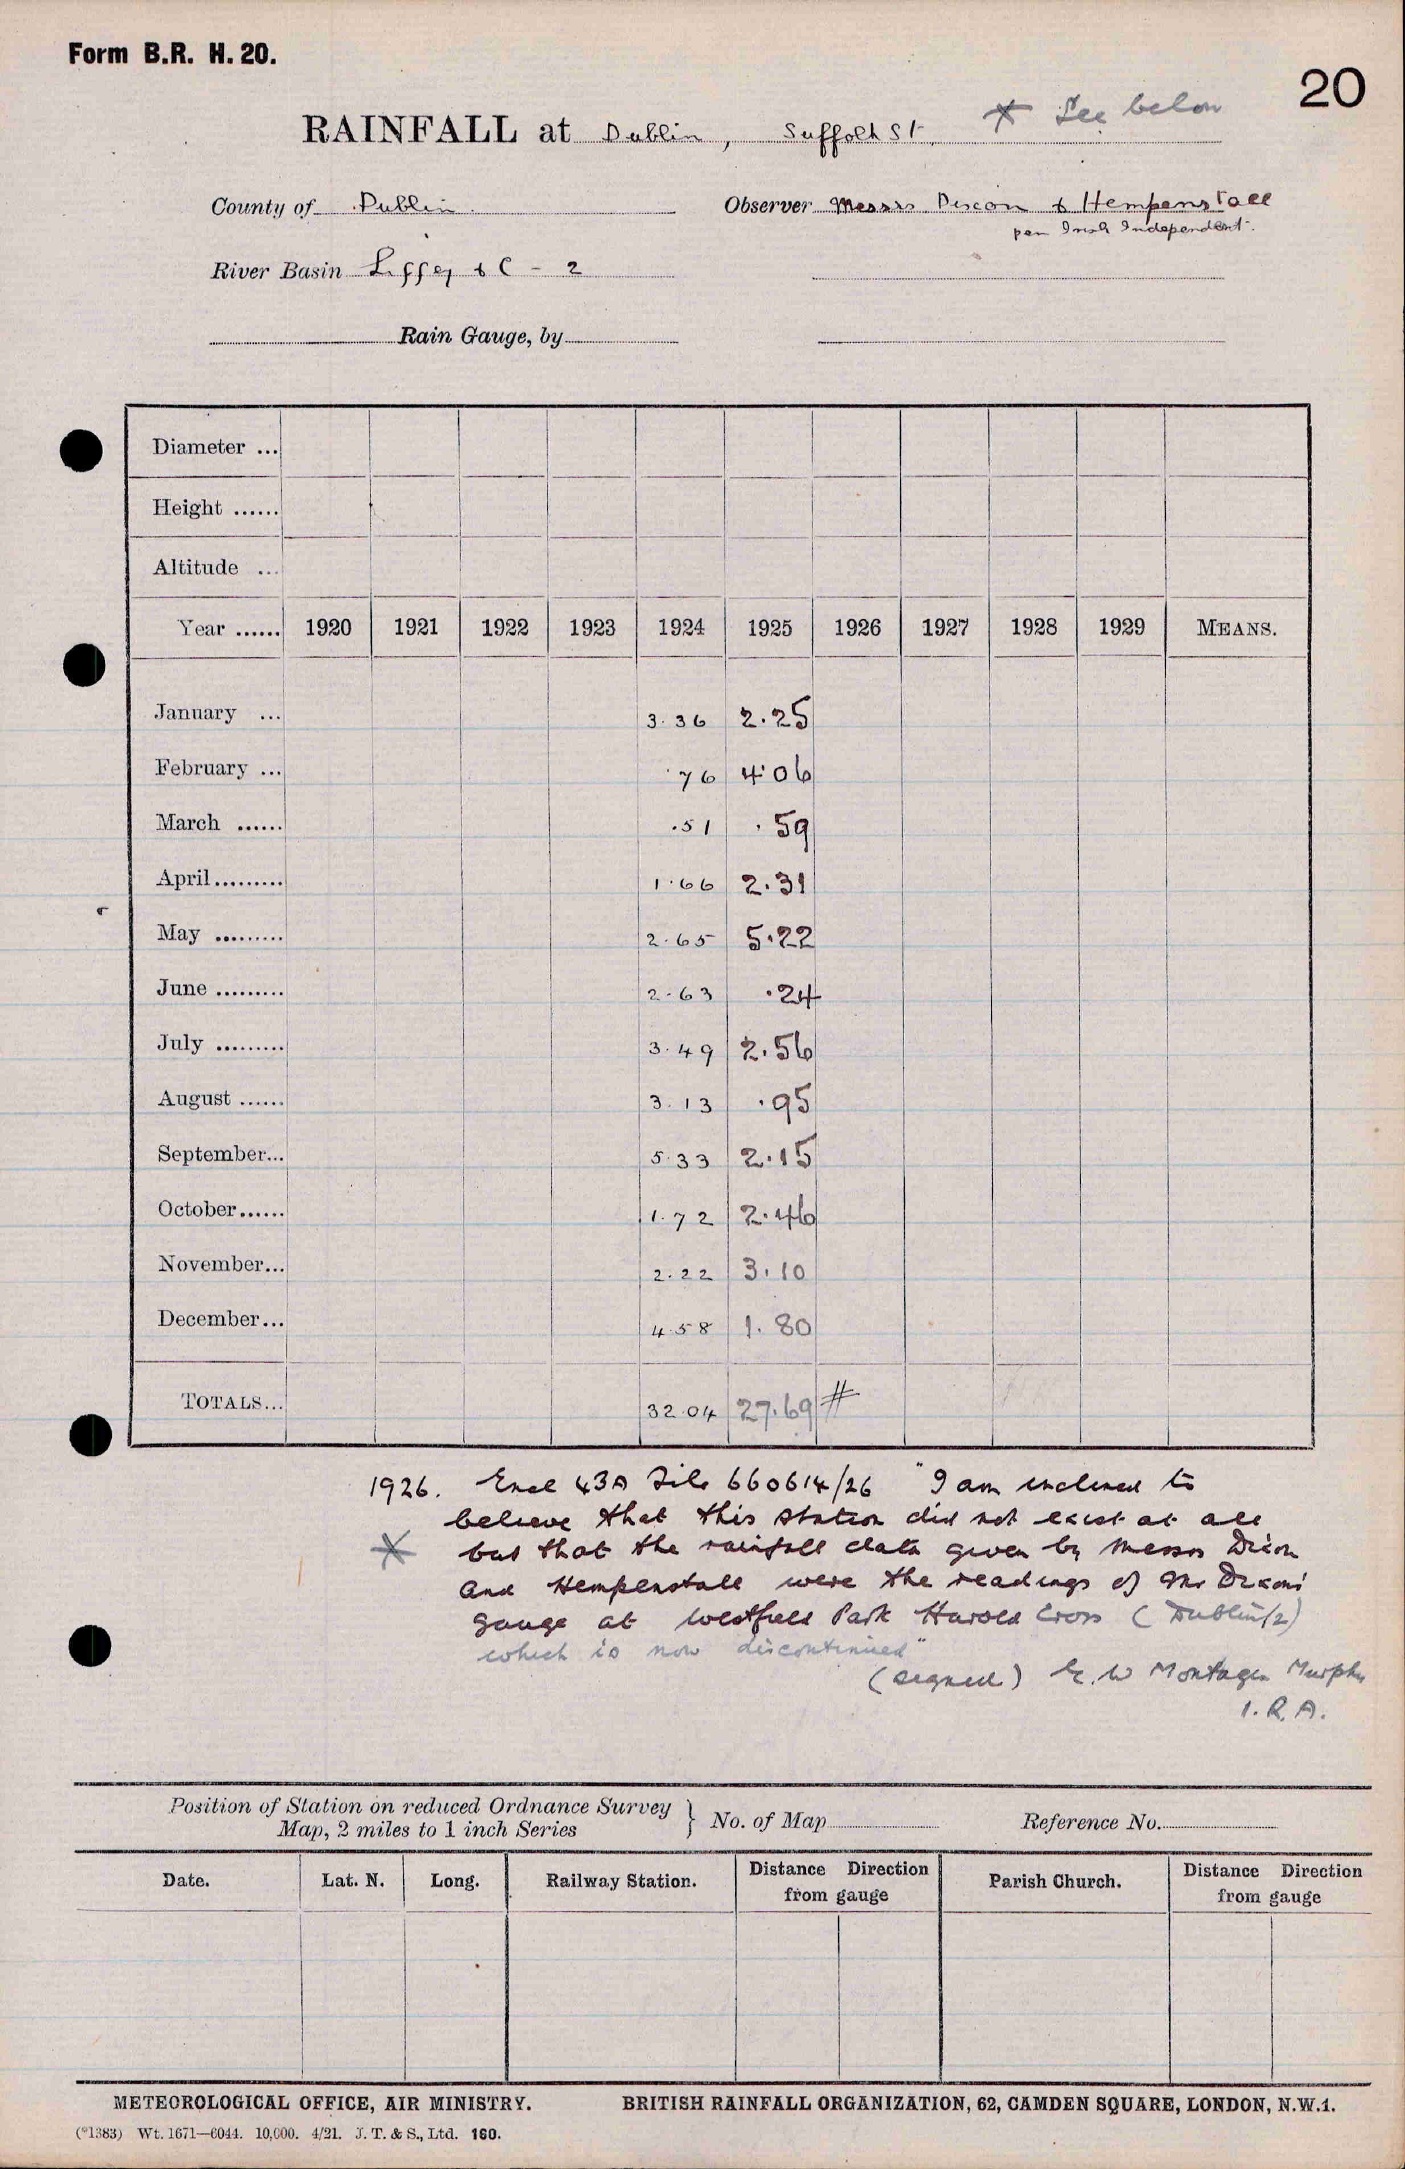 Form B.R. H. 20.
20
RAINFALL at Dublin, Suffolk St. * See below
County of Dublin Observer Messrs Dixon & Hempenstall
per Irish Independent.
River Basin Liffey & C - 2
Rain Gauge, by
Diameter ...
Height ......
Altitude ...
Year ...... 1920 1921 1922 1923 1924 1925 1926 1927 1928 1929 MEANS.
January ... 3.36 2.25
February ... .76 4.06
March ...... .51 .59
April ......... 1.66 2.31
May ......... 2.65 5.22
June ......... 2.63 .24
July ......... 3.49 2.56
August ...... 3.13 .95
September... 5.33 2.15
October...... 1.72 2.46
November... 2.22 3.10
December... 4.58 1.80
TOTALS... 32.04 27.69 #
1926. Encl 43A File 660614/26 "I am inclined to
believe that this station did not exist at all
* but that the rainfall data given by Messrs Dixon
and Hempenstall were the readings of Mr Dixons
gauge at Westfield Park Harolds Cross (Dublin/2)
which is now discontinued"
(signed) E. W Montagu Murphy
I. R. A.
Position of Station on reduced Ordnance Survey
Map, 2 miles to 1 inch Series } No. of Map Reference No.
Date. Lat. N. Long. Railway Station. Distance Direction from gauge Parish Church. Distance Direction from gauge
METEOROLOGICAL OFFICE, AIR MINISTRY. BRITISH RAINFALL ORGANIZATION, 62, CAMDEN SQUARE, LONDON, N.W.1.
(*1383) Wt. 1671—6044. 10,000. 4/21. J. T. & S., Ltd. 160.